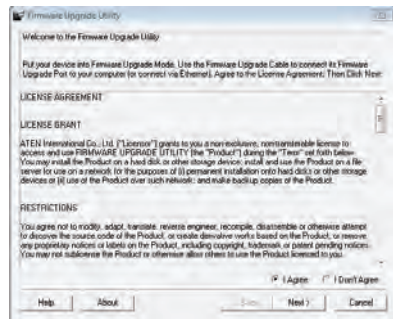 Firmware Upgrade Utility
Welcome to the Firmware Upgrade Utility
Put your device into Firmware Upgrade Mode. Use the Firmware Upgrade Cable to connect its Firmware
Upgrade Port to your computer (or connect via Ethernet). Agree to the License Agreement. Then Click Next
LICENSE AGREEMENT
LICENSE GRANT
ATEN International Co., Ltd. ("Licensor") grants to you a non-exclusive, non-transferable license to
access and use FIRMWARE UPGRADE UTILITY (the "Product") during the "Term" set forth below.
You may install the Product on a hard disk or other storage device; install and use the Product on a file
server for use on a network for the purposes of (i) permanent installation onto hard disks or other storage
devices or (ii) use of the Product over such network; and make backup copies of the Product.
RESTRICTIONS
You agree not to modify, adapt, translate, reverse engineer, decompile, disassemble or otherwise attempt
to discover the source code of the Product, or create derivative works based on the Product, or remove
any proprietary notices or labels on the Product, including copyright, trademark or patent pending notices.
You may not sublicense the Product or otherwise allow others to use the Product licensed to you.
I Agree I Don't Agree
Help About Next > Cancel